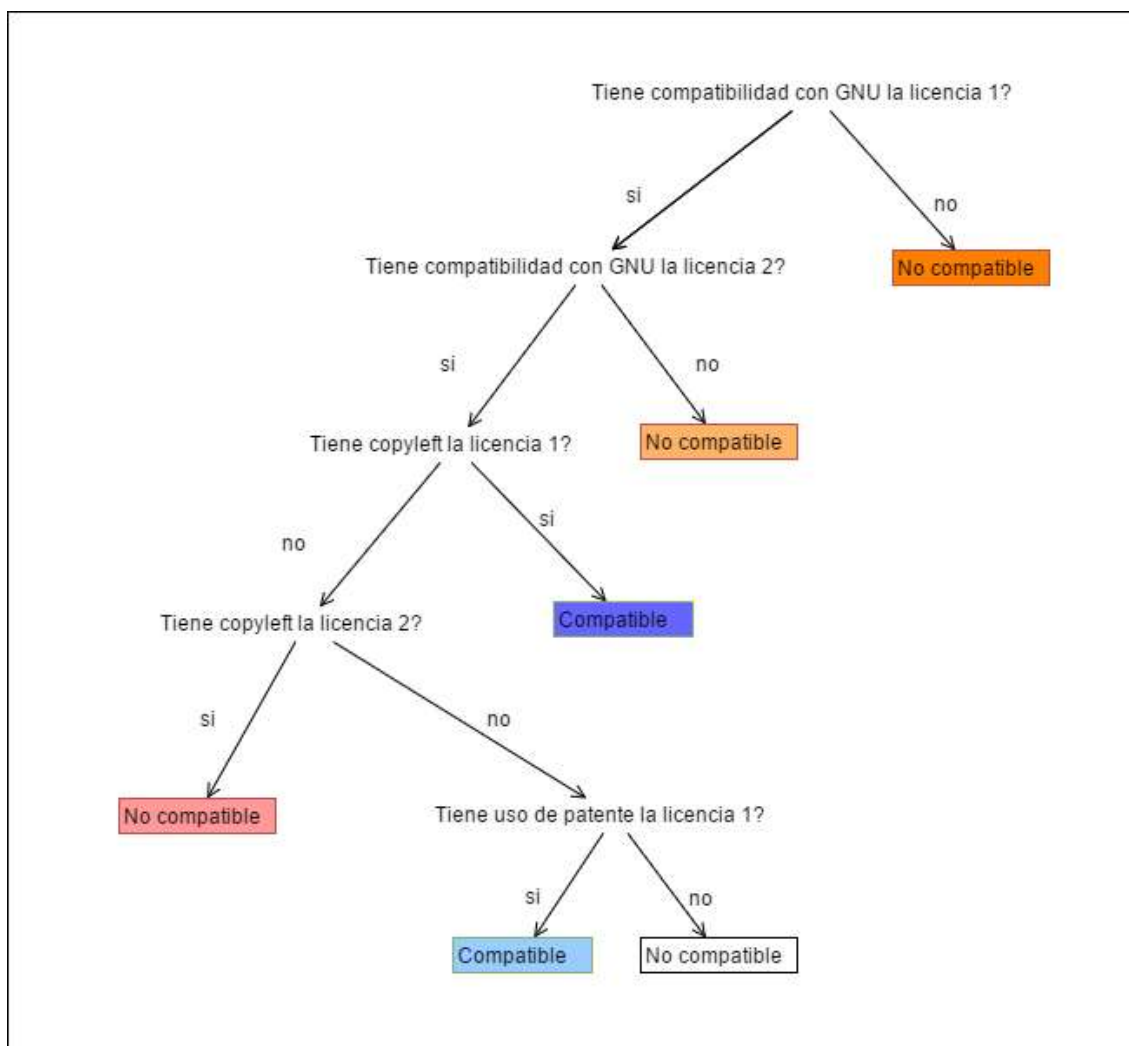 Tiene compatibilidad con GNU la licencia 1?
si
no
Tiene compatibilidad con GNU la licencia 2?
No compatible
si
no
Tiene copyleft la licencia 1?
No compatible
si
no
Tiene copyleft la licencia 2?
Compatible
si
no
No compatible
Tiene uso de patente la licencia 1?
si
no
Compatible
No compatible